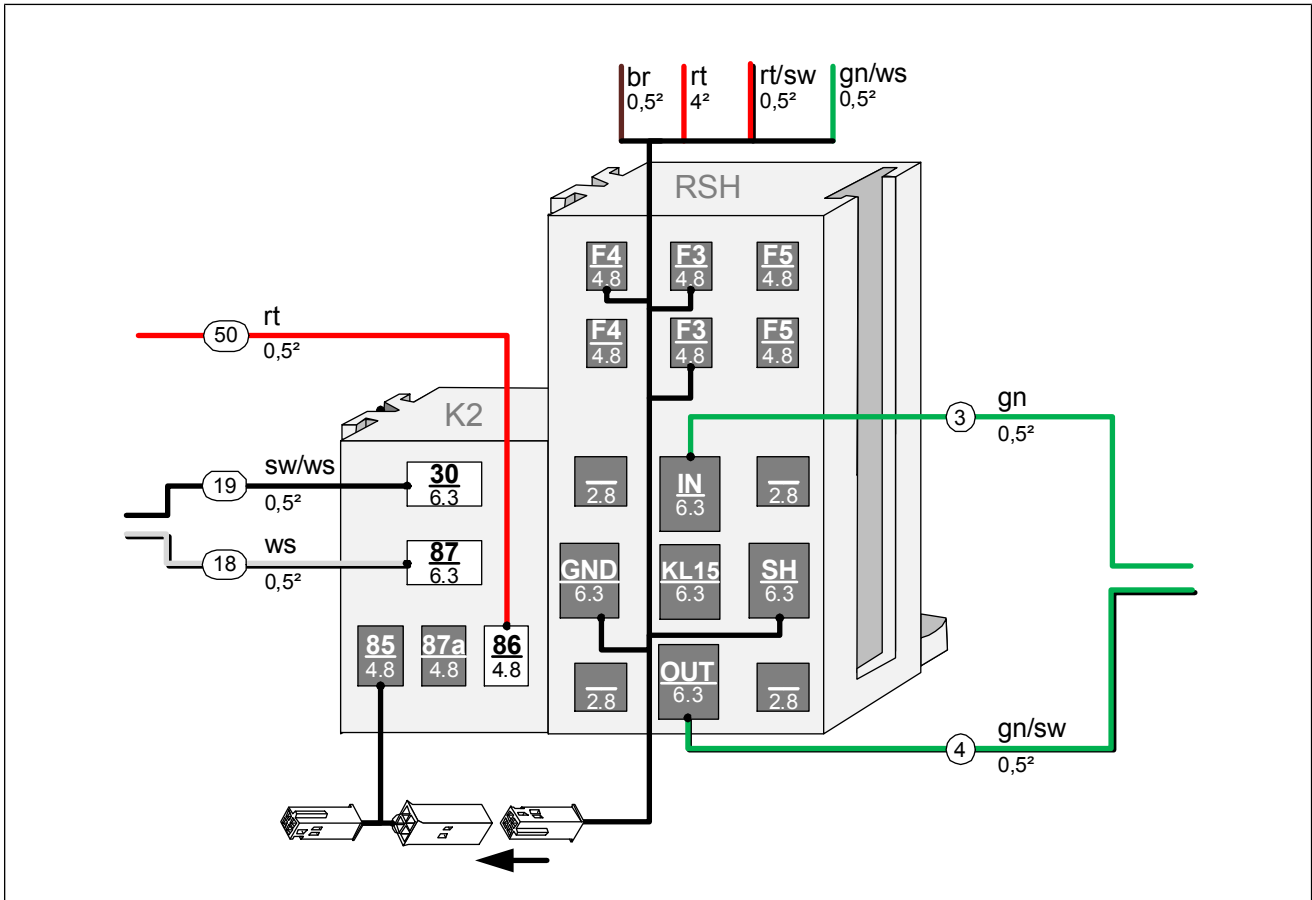 br rt rt/sw gn/ws
0,5² 4² 0,5² 0,5²
RSH
F4 F3 F5
4.8 4.8 4.8
rt
50
0,5²
F4 F3 F5
4.8 4.8 4.8
K2
gn
3
0,5²
sw/ws
19
0,5²
30
6.3
2.8
IN
6.3
2.8
ws
18
0,5²
87
6.3
GND KL15 SH
6.3 6.3 6.3
85 87a 86
4.8 4.8 4.8
2.8
OUT
6.3
2.8
gn/sw
4
0,5²